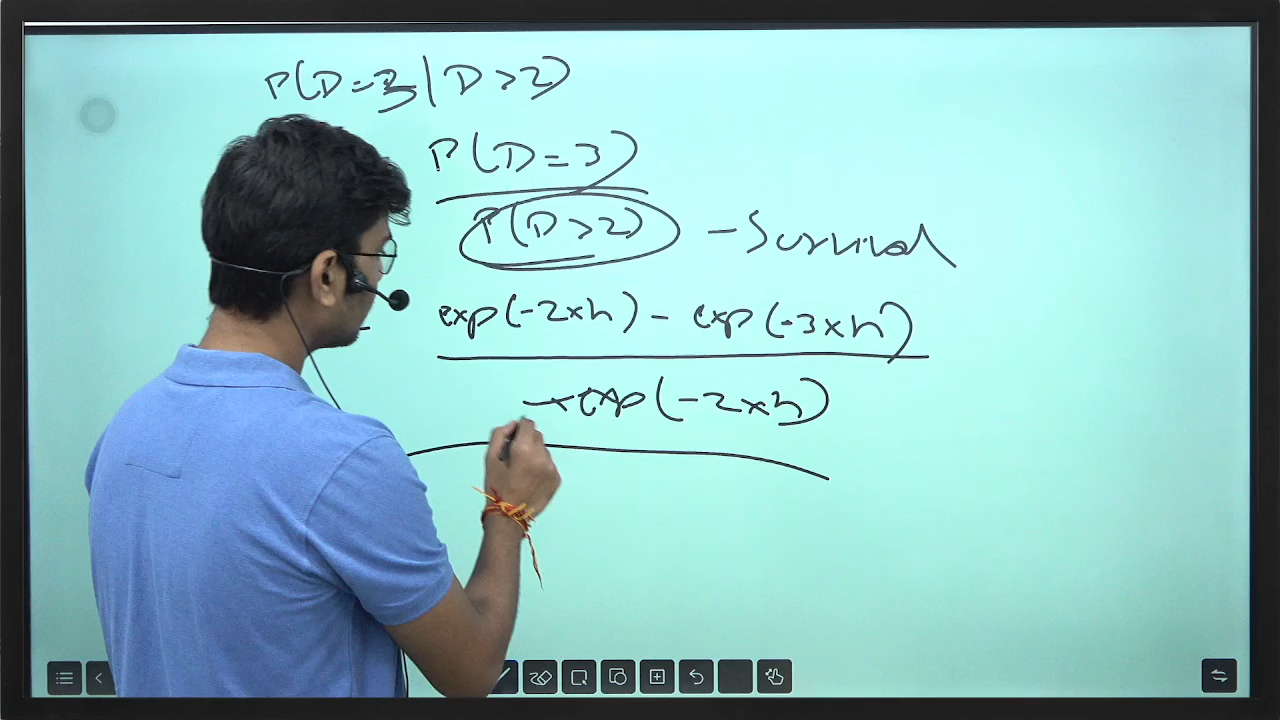 P(D=3|D>2)
P(D=3)
P(D>2) - Survival
exp(-2×h) - exp(-3×h)
exp(-2×h)